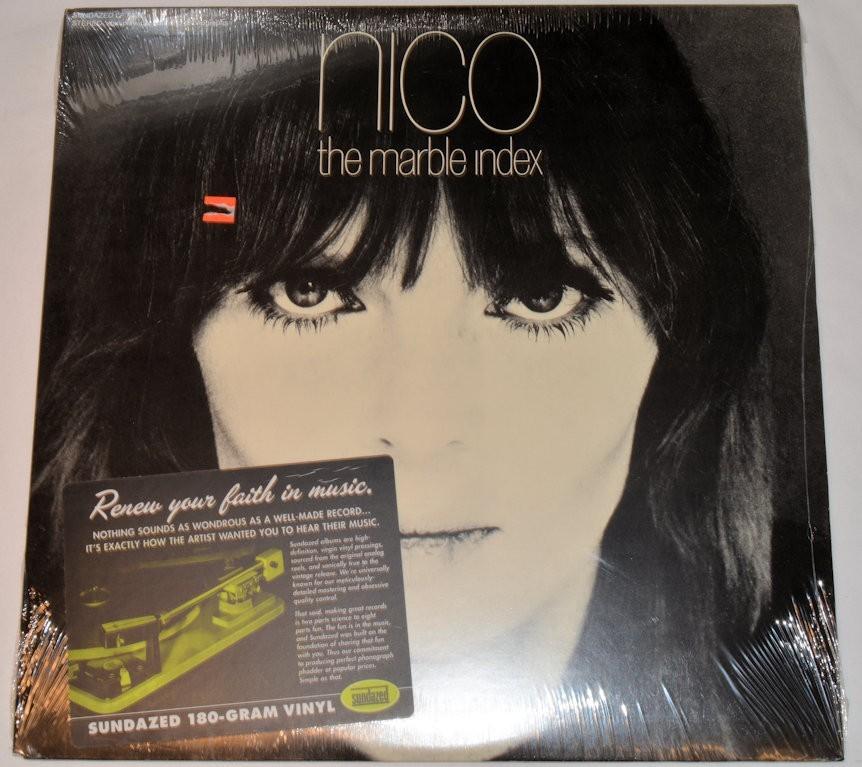 SUNDAZED
STEREO
nico
the marble index
Renew your faith in music.
NOTHING SOUNDS AS WONDROUS AS A WELL-MADE RECORD...
IT'S EXACTLY HOW THE ARTIST WANTED YOU TO HEAR THEIR MUSIC.
Sundazed albums are high-
definition, virgin vinyl pressings,
sourced from the original analog
reels, and sonically true to the
vintage release. We're universally
known for our meticulously-
detailed mastering and obsessive
quality control.
That said, making great records
is two parts science to eight
parts fun. The fun is in the music,
and Sundazed was built on the
foundation of sharing that fun
with you. Thus our commitment
to producing perfect phonograph
phodder at popular prices.
Simple as that.
sundazed
SUNDAZED 180-GRAM VINYL